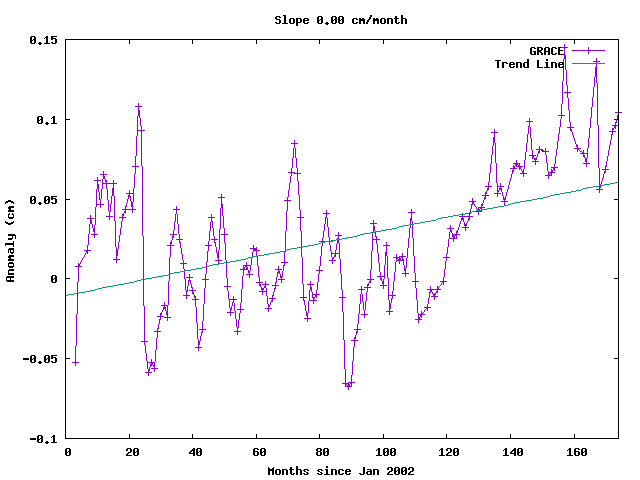 Slope 0.00 cm/month
0.15
GRACE
Trend Line
0.1
0.05
Anomaly (cm)
0
-0.05
-0.1
0 20 40 60 80 100 120 140 160
Months since Jan 2002